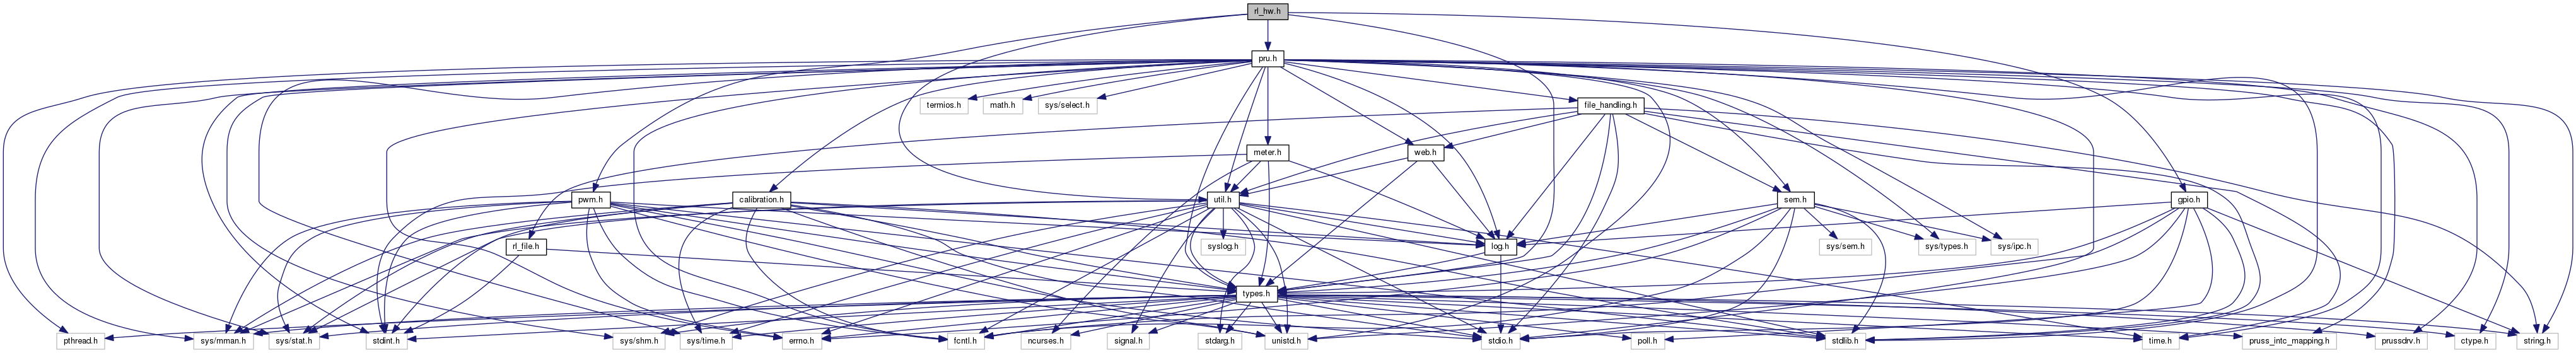 rl_hw.h
pru.h
termios.h
math.h
sys/select.h
file_handling.h
meter.h
web.h
pwm.h
calibration.h
util.h
sem.h
gpio.h
rl_file.h
syslog.h
log.h
sys/sem.h
sys/types.h
sys/ipc.h
types.h
pthread.h
sys/mman.h
sys/stat.h
stdint.h
sys/shm.h
sys/time.h
errno.h
fcntl.h
ncurses.h
signal.h
stdarg.h
unistd.h
stdio.h
poll.h
stdlib.h
time.h
pruss_intc_mapping.h
prussdrv.h
ctype.h
string.h